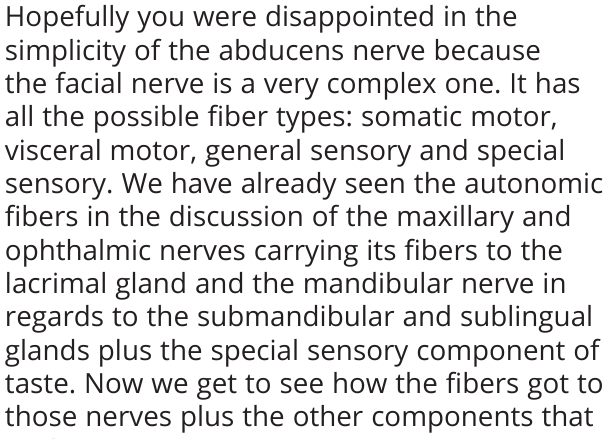 Hopefully you were disappointed in the
simplicity of the abducens nerve because
the facial nerve is a very complex one. It has
all the possible fiber types: somatic motor,
visceral motor, general sensory and special
sensory. We have already seen the autonomic
fibers in the discussion of the maxillary and
ophthalmic nerves carrying its fibers to the
lacrimal gland and the mandibular nerve in
regards to the submandibular and sublingual
glands plus the special sensory component of
taste. Now we get to see how the fibers got to
those nerves plus the other components that